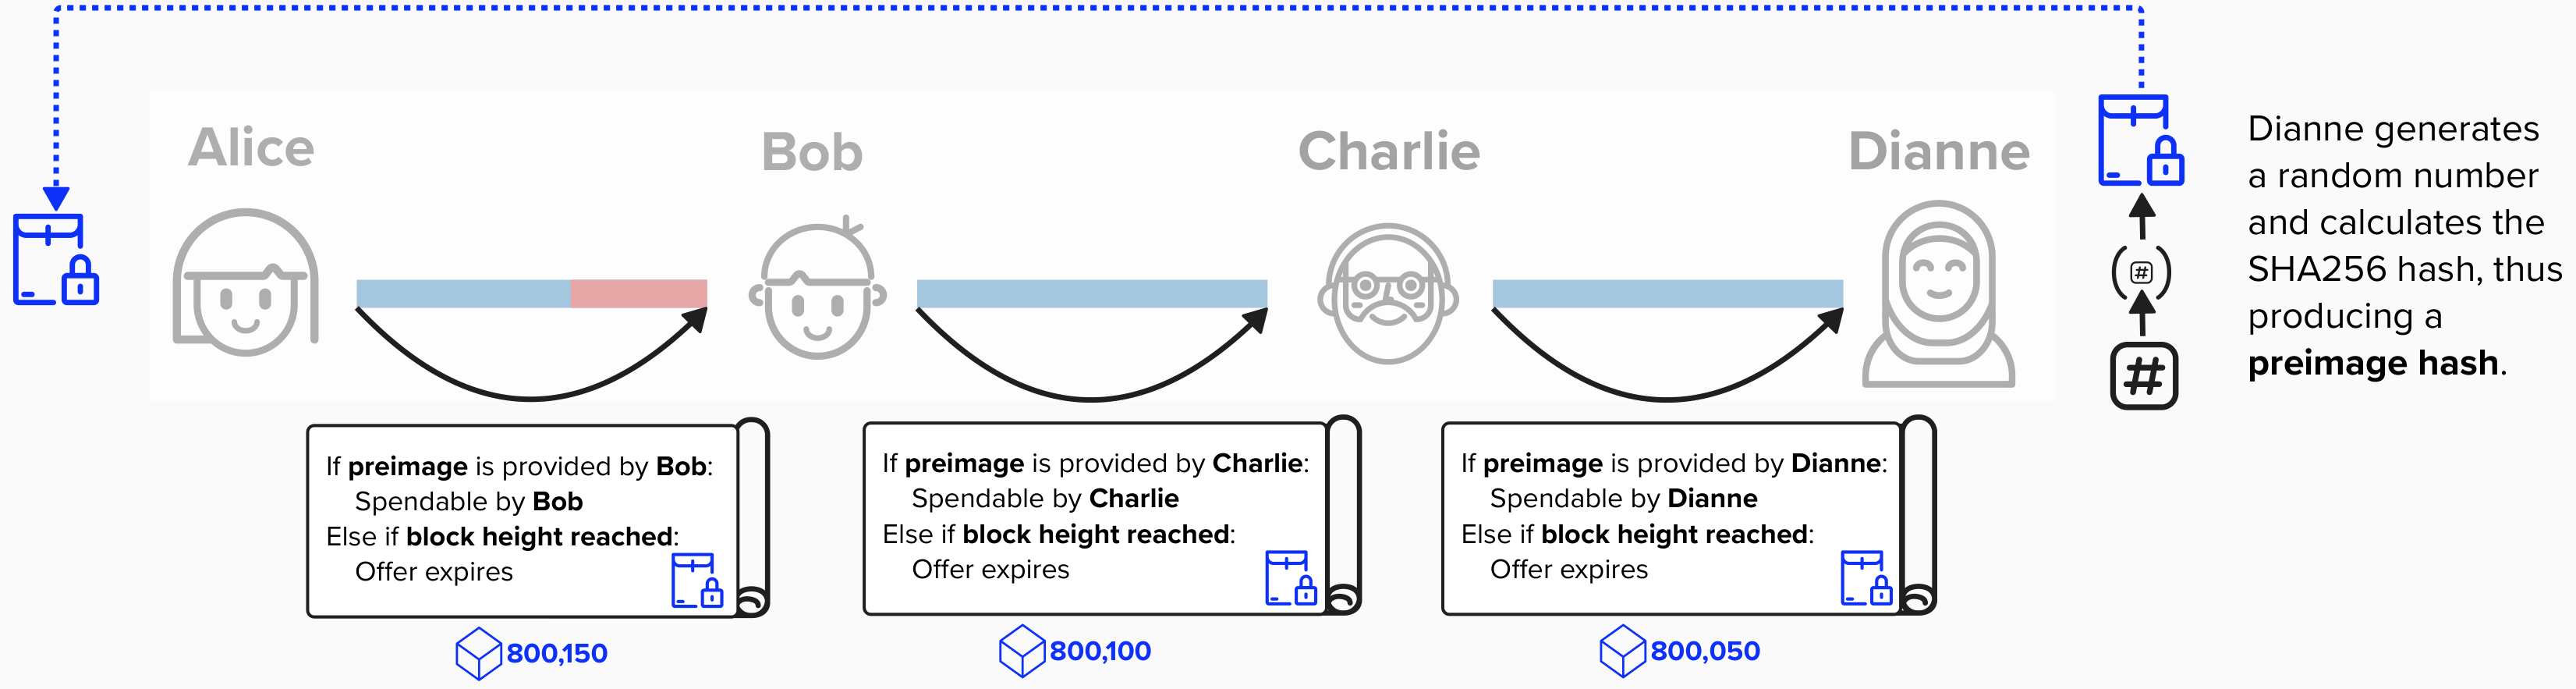 Alice
Bob
Charlie
Dianne
Dianne generates
a random number
and calculates the
SHA256 hash, thus
producing a
preimage hash.
#
#
If preimage is provided by Bob:
Spendable by Bob
Else if block height reached:
Offer expires
800,150
If preimage is provided by Charlie:
Spendable by Charlie
Else if block height reached:
Offer expires
800,100
If preimage is provided by Dianne:
Spendable by Dianne
Else if block height reached:
Offer expires
800,050